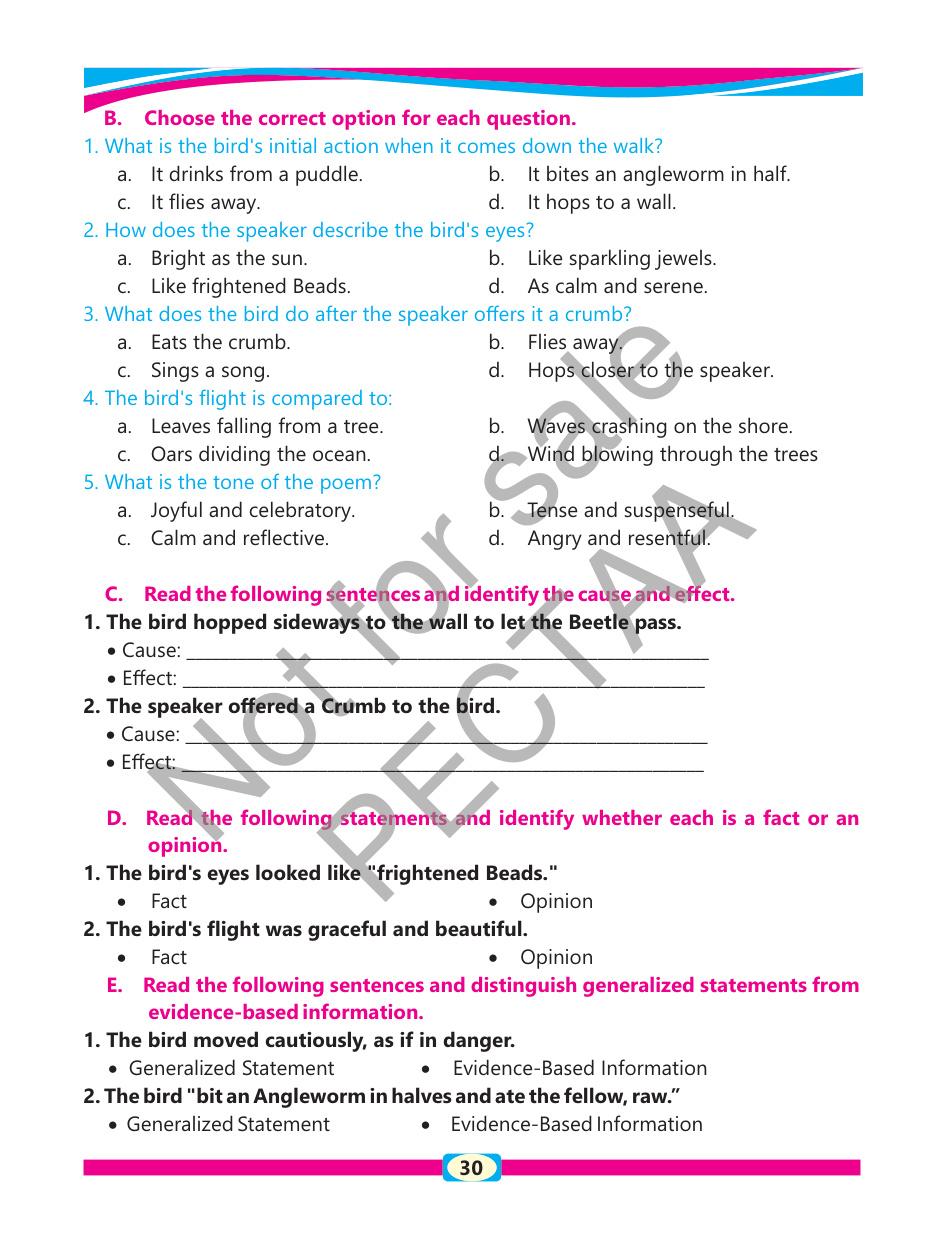 B. Choose the correct option for each question.
1. What is the bird's initial action when it comes down the walk?
a. It drinks from a puddle. b. It bites an angleworm in half.
c. It flies away. d. It hops to a wall.
2. How does the speaker describe the bird's eyes?
a. Bright as the sun. b. Like sparkling jewels.
c. Like frightened Beads. d. As calm and serene.
3. What does the bird do after the speaker offers it a crumb?
a. Eats the crumb. b. Flies away.
c. Sings a song. d. Hops closer to the speaker.
4. The bird's flight is compared to:
a. Leaves falling from a tree. b. Waves crashing on the shore.
c. Oars dividing the ocean. d. Wind blowing through the trees
5. What is the tone of the poem?
a. Joyful and celebratory. b. Tense and suspenseful.
c. Calm and reflective. d. Angry and resentful.
C. Read the following sentences and identify the cause and effect.
1. The bird hopped sideways to the wall to let the Beetle pass.
• Cause: ____________________
• Effect: ____________________
2. The speaker offered a Crumb to the bird.
• Cause: ____________________
• Effect: ____________________
D. Read the following statements and identify whether each is a fact or an
opinion.
1. The bird's eyes looked like "frightened Beads."
• Fact • Opinion
2. The bird's flight was graceful and beautiful.
• Fact • Opinion
E. Read the following sentences and distinguish generalized statements from
evidence-based information.
1. The bird moved cautiously, as if in danger.
• Generalized Statement • Evidence-Based Information
2. The bird "bit an Angleworm in halves and ate the fellow, raw.”
• Generalized Statement • Evidence-Based Information
30
Not for sale
PECTAA